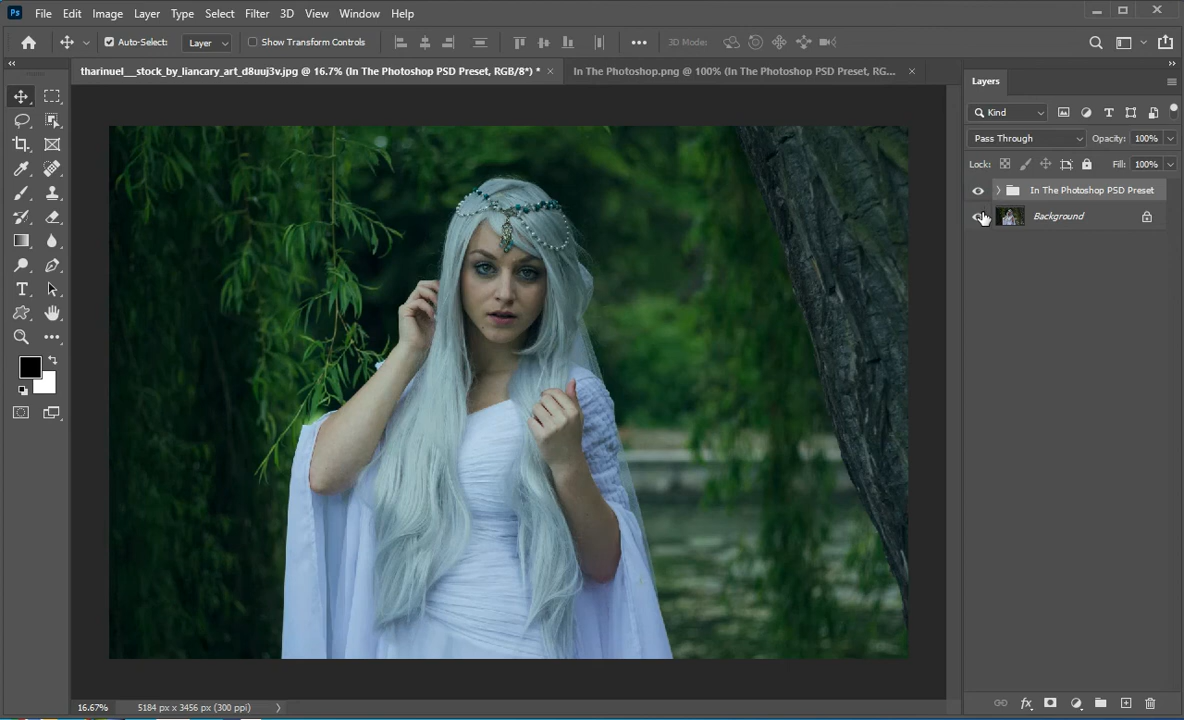 Ps File Edit Image Layer Type Select Filter 3D View Window Help
Auto-Select: Layer Show Transform Controls 3D Mode:
tharinuel__stock_by_liancary_art_d8uuj3v.jpg @ 16.7% (In The Photoshop PSD Preset, RGB/8*) * In The Photoshop.png @ 100% (In The Photoshop PSD Preset, RG...
Layers
Kind
Pass Through Opacity: 100%
Lock: Fill: 100%
In The Photoshop PSD Preset
Background
16.67% 5184 px x 3456 px (300 ppi)